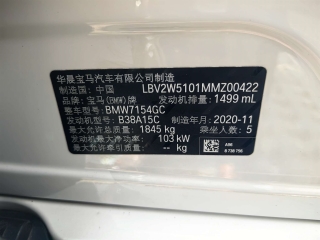 华晨宝马汽车有限公司制造
制造国：中国 LBV2W5101MMZ00422
品牌：宝马(BMW)牌 发动机排量：1499 mL
整车型号：BMW7154GC
发动机型号：B38A15C 制造年月：2020-11
最大允许总质量：1845 kg 乘坐人数：5
发动机最大净功率：103 kW
最大允许牵引质量：-- kg